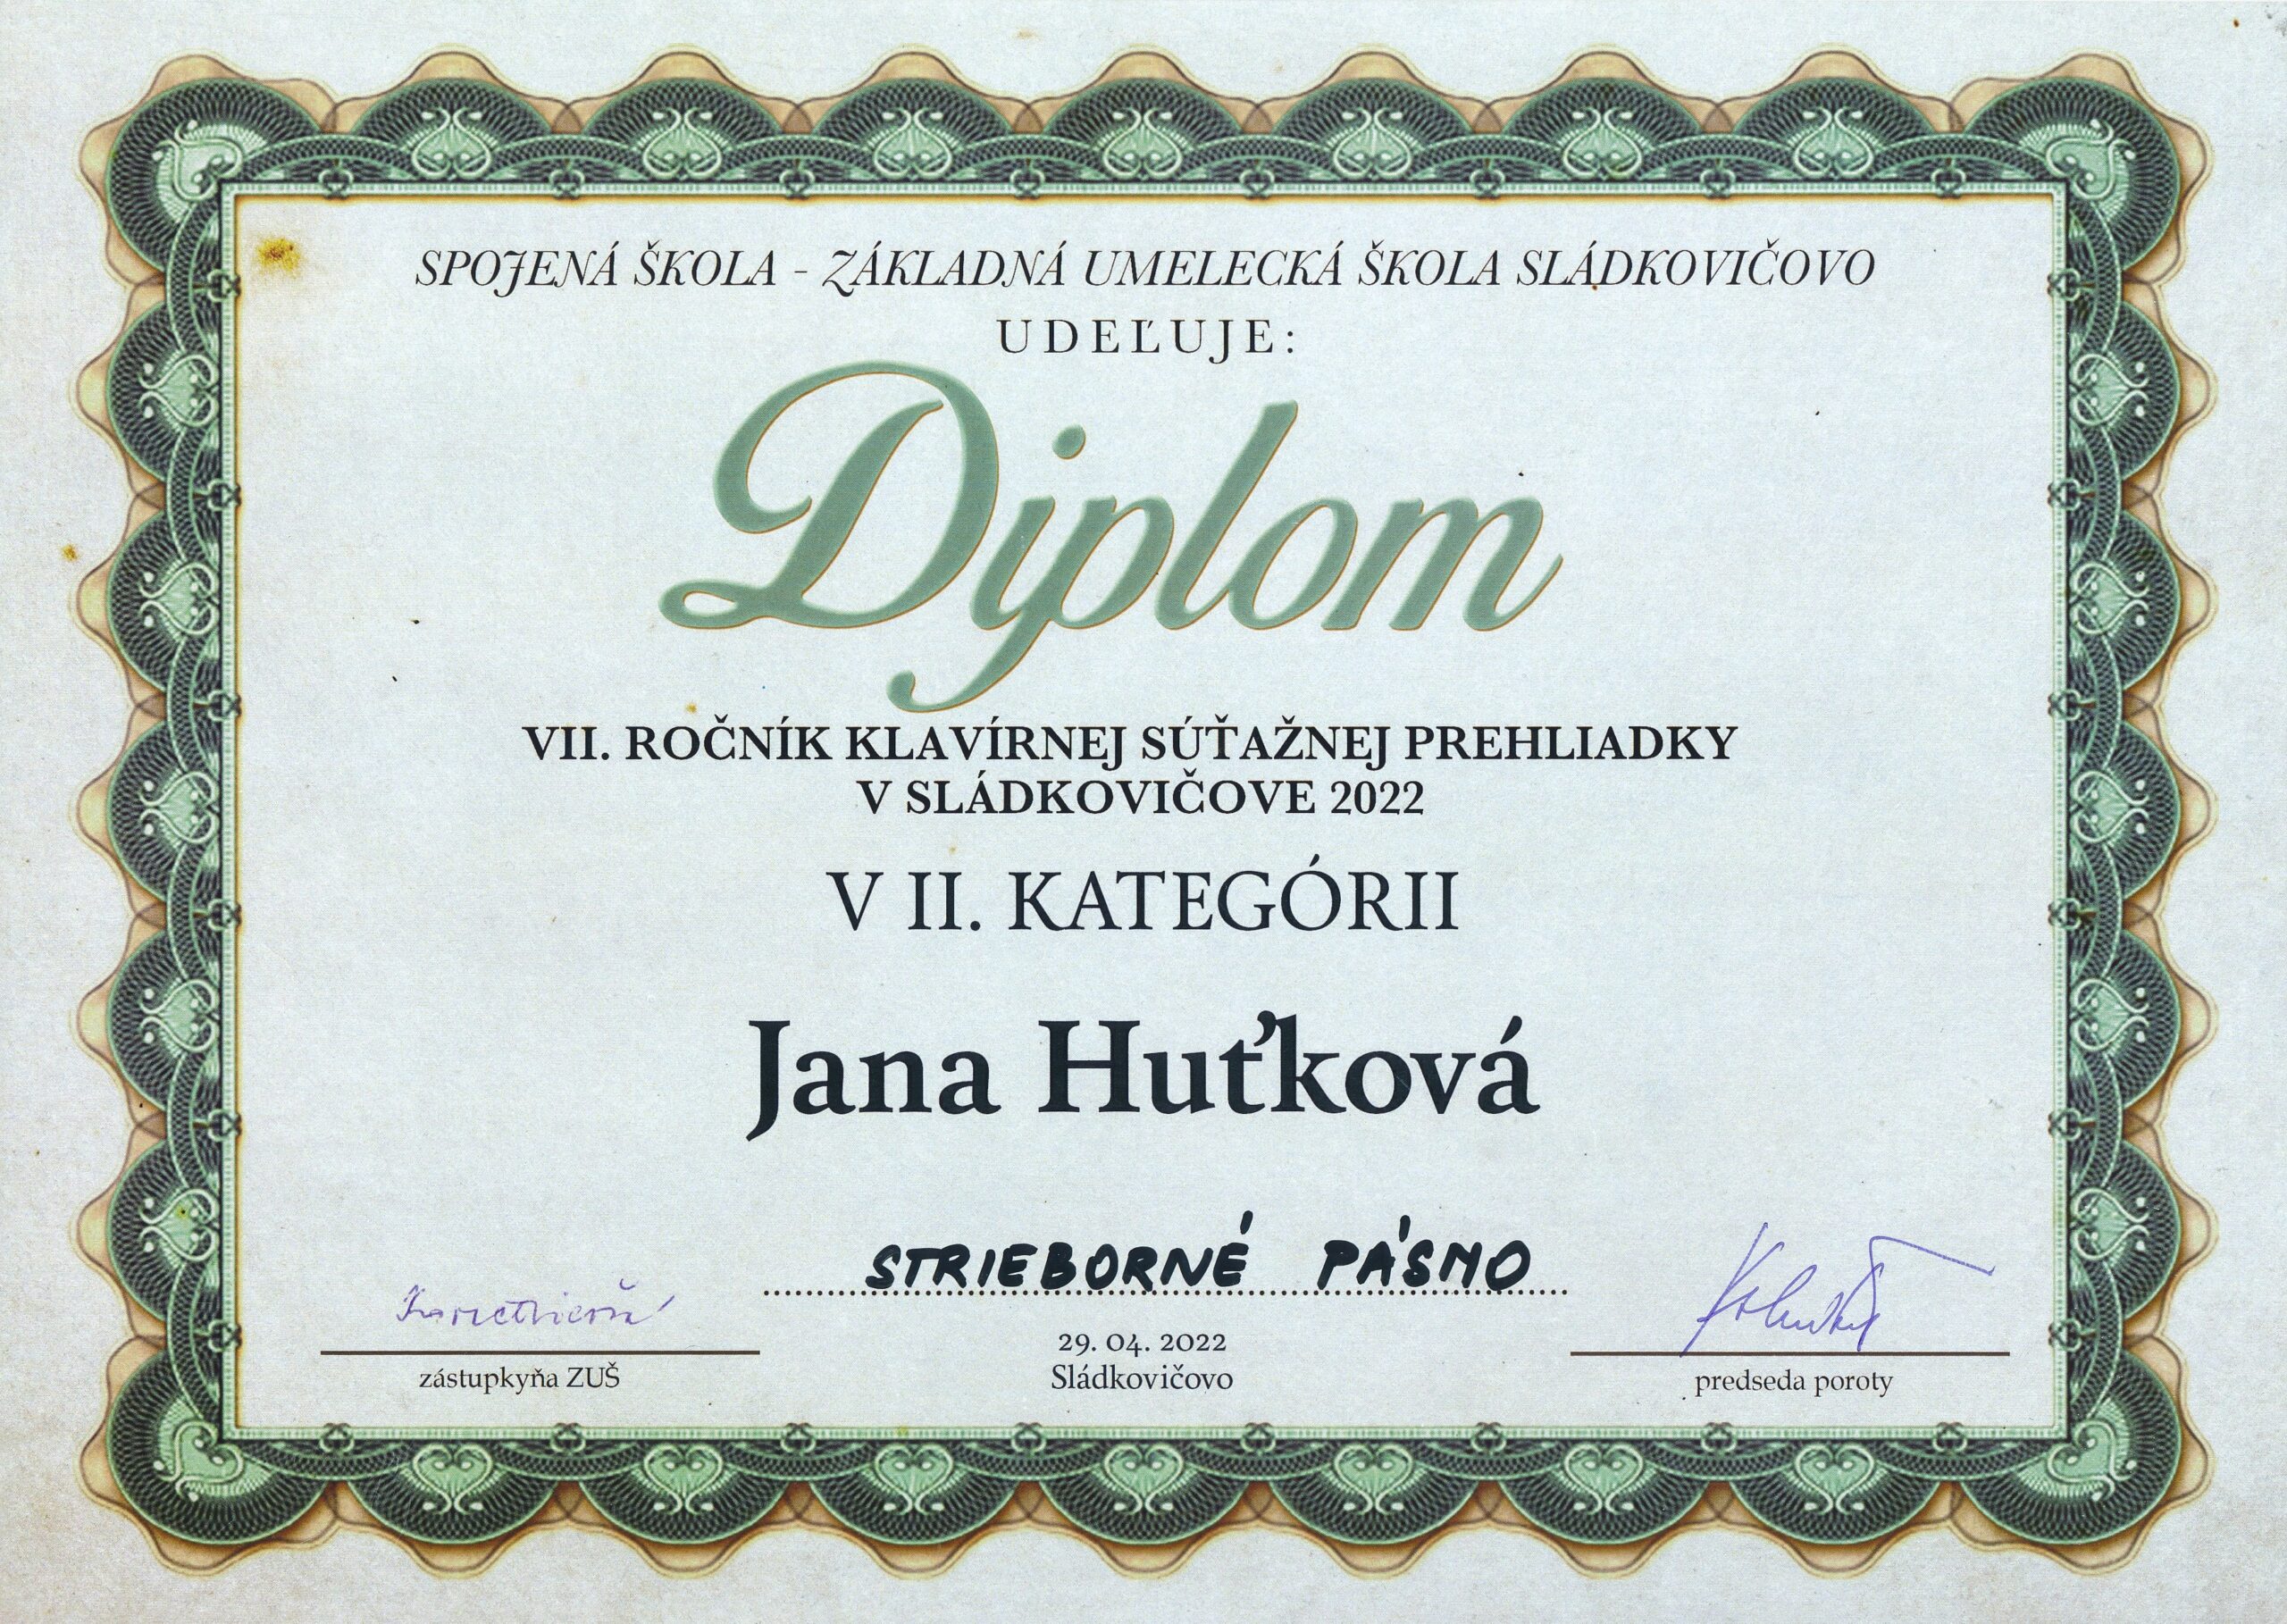 SPOJENÁ ŠKOLA - ZÁKLADNÁ UMELECKÁ ŠKOLA SLÁDKOVIČOVO
UDEĽUJE:
Diplom
VII. ROČNÍK KLAVÍRNEJ SÚŤAŽNEJ PREHLIADKY
V SLÁDKOVIČOVE 2022
V II. KATEGÓRII
Jana Huťková
STRIEBORNÉ PÁSMO
29. 04. 2022
Sládkovičovo
zástupkyňa ZUŠ
predseda poroty